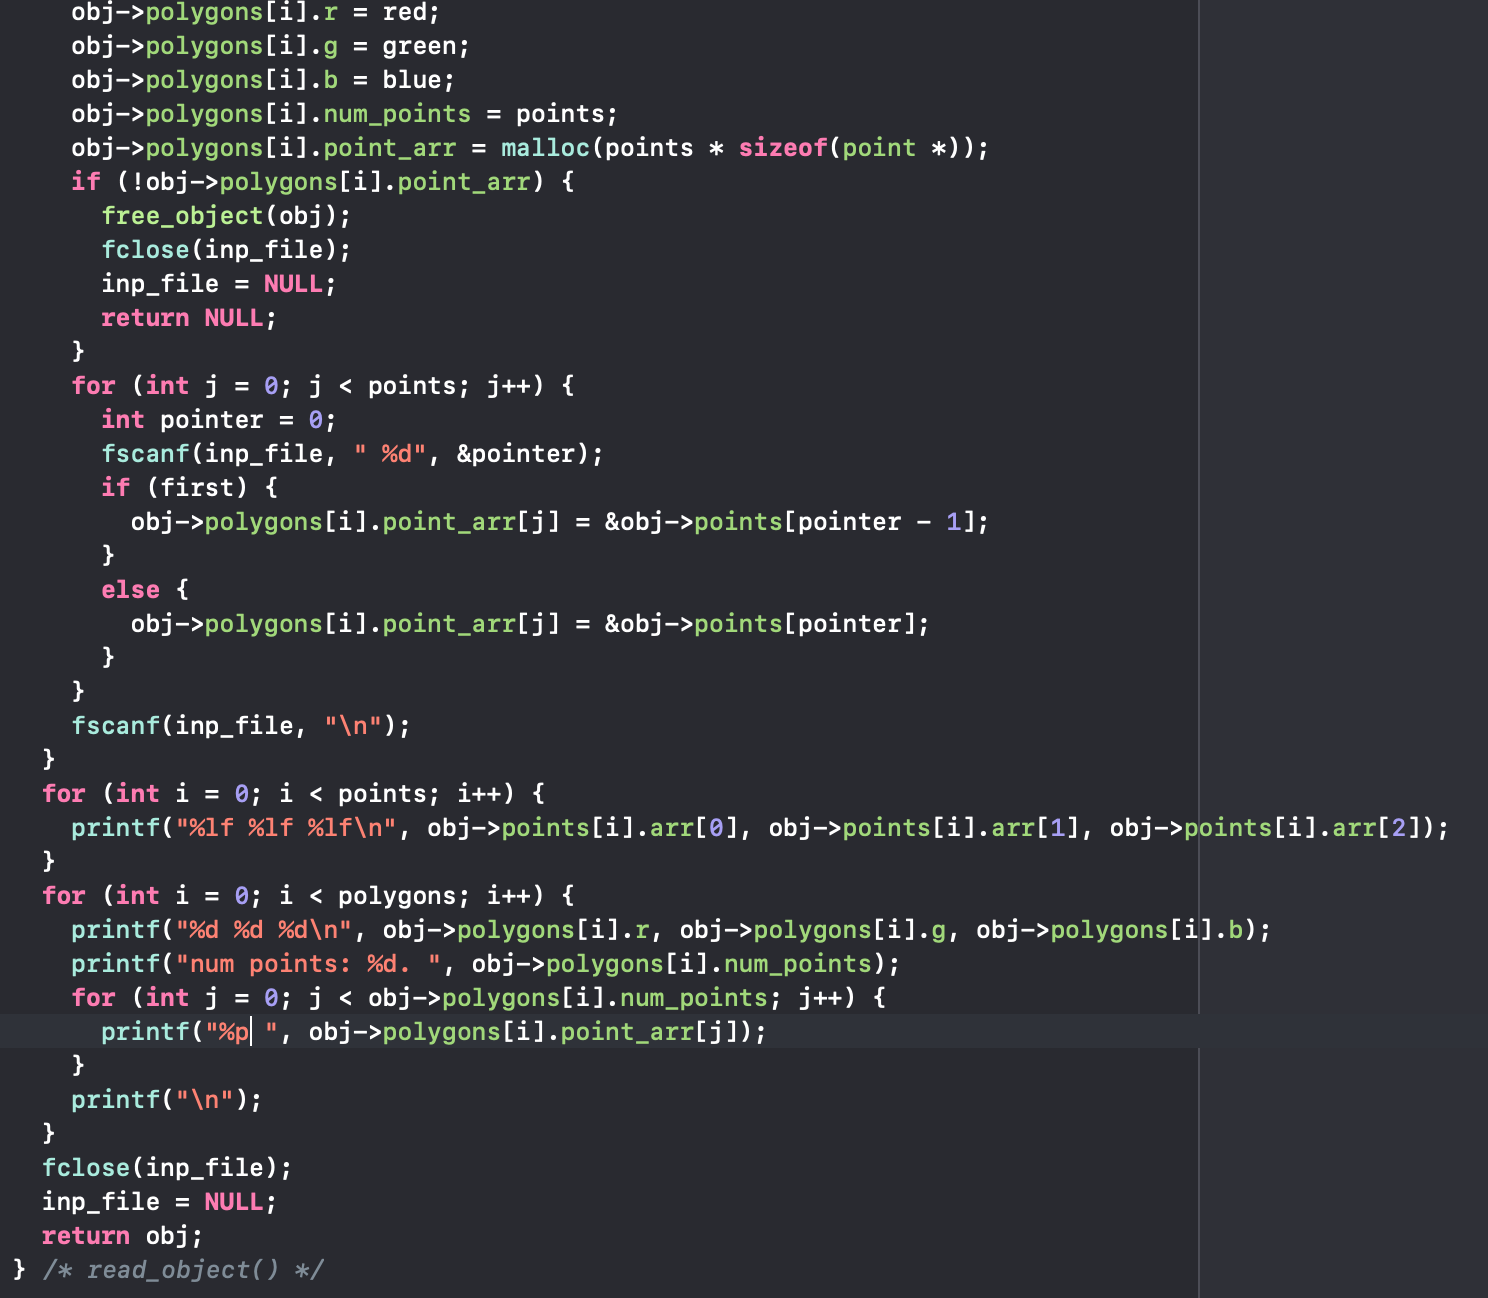 obj->polygons[i].r = red;
obj->polygons[i].g = green;
obj->polygons[i].b = blue;
obj->polygons[i].num_points = points;
obj->polygons[i].point_arr = malloc(points * sizeof(point *));
if (!obj->polygons[i].point_arr) {
free_object(obj);
fclose(inp_file);
inp_file = NULL;
return NULL;
}
for (int j = 0; j < points; j++) {
int pointer = 0;
fscanf(inp_file, " %d", &pointer);
if (first) {
obj->polygons[i].point_arr[j] = &obj->points[pointer - 1];
}
else {
obj->polygons[i].point_arr[j] = &obj->points[pointer];
}
}
fscanf(inp_file, "\n");
}
for (int i = 0; i < points; i++) {
printf("%lf %lf %lf\n", obj->points[i].arr[0], obj->points[i].arr[1], obj->points[i].arr[2]);
}
for (int i = 0; i < polygons; i++) {
printf("%d %d %d\n", obj->polygons[i].r, obj->polygons[i].g, obj->polygons[i].b);
printf("num points: %d. ", obj->polygons[i].num_points);
for (int j = 0; j < obj->polygons[i].num_points; j++) {
printf("%p ", obj->polygons[i].point_arr[j]);
}
printf("\n");
}
fclose(inp_file);
inp_file = NULL;
return obj;
} /* read_object() */